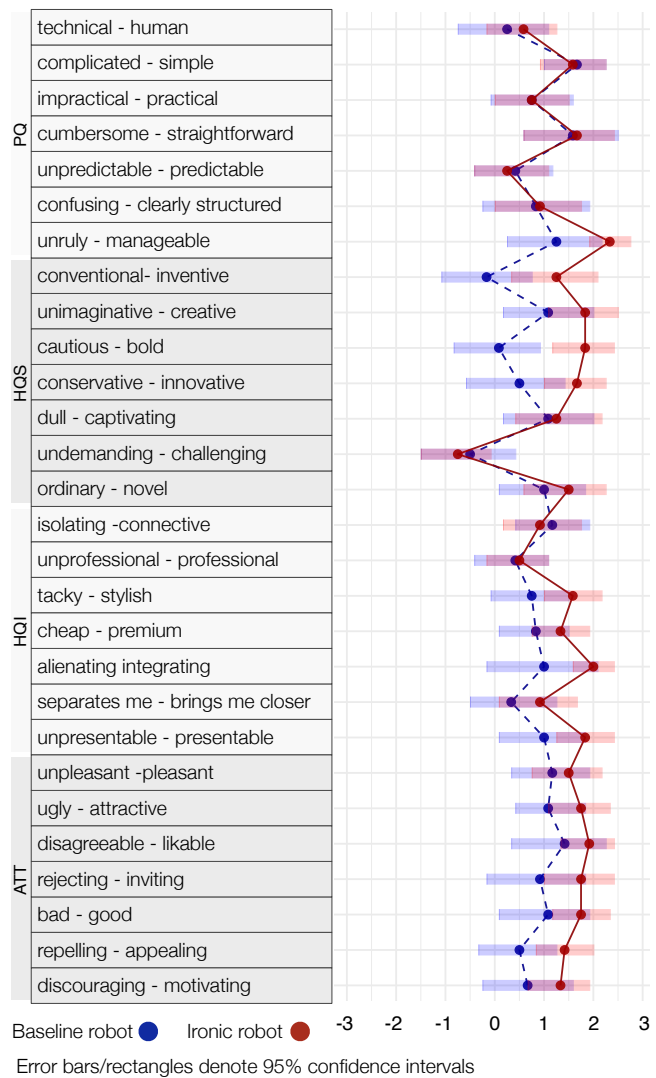 PQ
technical - human
complicated - simple
impractical - practical
cumbersome - straightforward
unpredictable - predictable
confusing - clearly structured
unruly - manageable
HQS
conventional- inventive
unimaginative - creative
cautious - bold
conservative - innovative
dull - captivating
undemanding - challenging
ordinary - novel
HQI
isolating -connective
unprofessional - professional
tacky - stylish
cheap - premium
alienating integrating
separates me - brings me closer
unpresentable - presentable
ATT
unpleasant -pleasant
ugly - attractive
disagreeable - likable
rejecting - inviting
bad - good
repelling - appealing
discouraging - motivating
-3 -2 -1 0 1 2 3
Baseline robot Ironic robot
Error bars/rectangles denote 95% confidence intervals